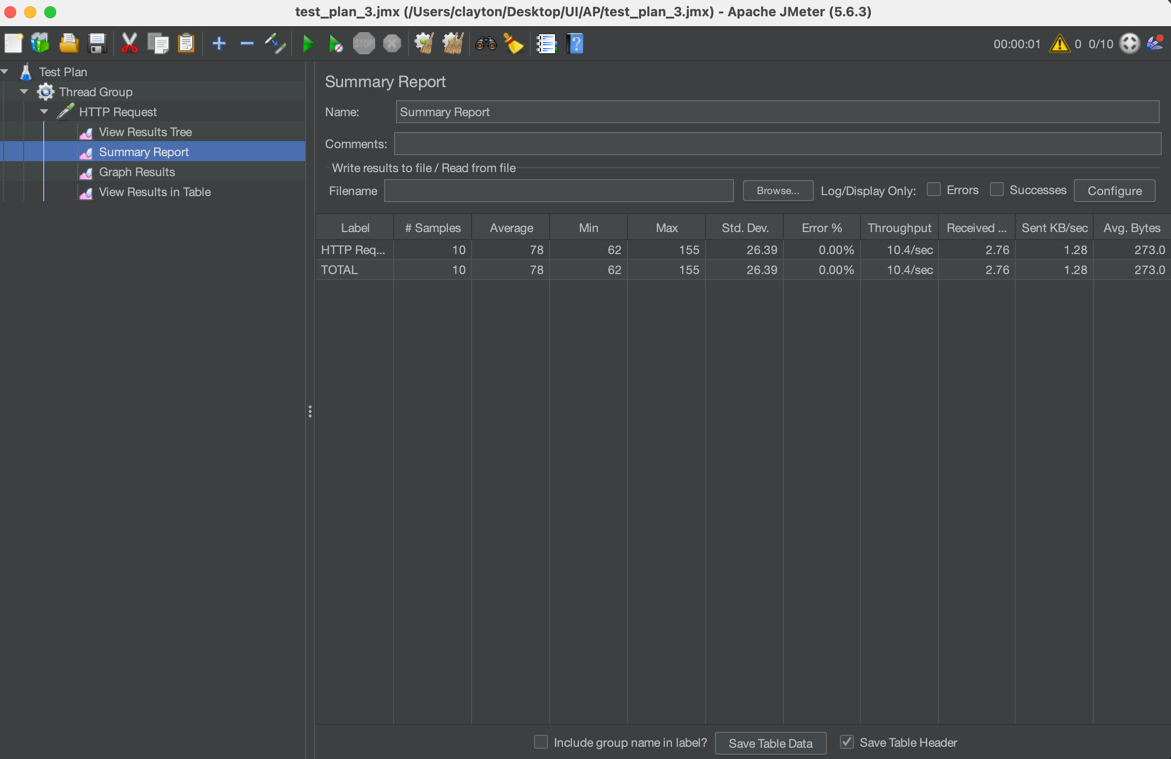 test_plan_3.jmx (/Users/clayton/Desktop/UI/AP/test_plan_3.jmx) - Apache JMeter (5.6.3)
STOP
00:00:01 0 0/10
Test Plan
Thread Group
HTTP Request
View Results Tree
Summary Report
Graph Results
View Results in Table
Summary Report
Name: Summary Report
Comments:
Write results to file / Read from file
Filename Browse... Log/Display Only: Errors Successes Configure
Label # Samples Average Min Max Std. Dev. Error % Throughput Received ... Sent KB/sec Avg. Bytes
HTTP Req... 10 78 62 155 26.39 0.00% 10.4/sec 2.76 1.28 273.0
TOTAL 10 78 62 155 26.39 0.00% 10.4/sec 2.76 1.28 273.0
Include group name in label? Save Table Data Save Table Header